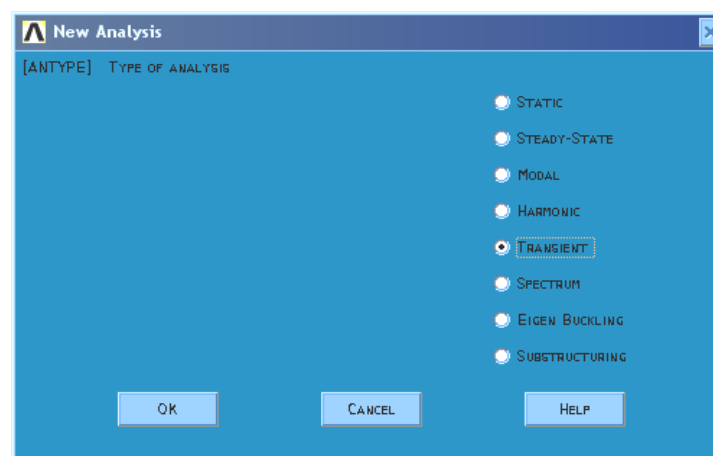 New Analysis
[ANTYPE] Type of analysis
Static
Steady-State
Modal
Harmonic
Transient
Spectrum
Eigen Buckling
Substructuring
OK Cancel Help